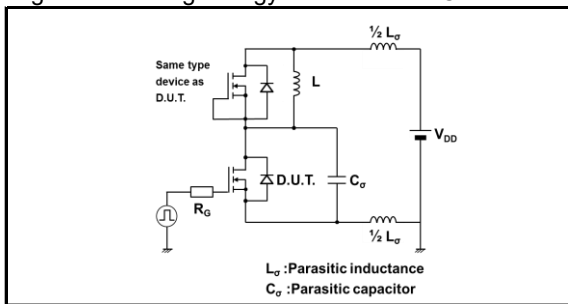 ½ Lσ
Same type
device as
D.U.T.
L
VDD
D.U.T.
Cσ
RG
½ Lσ
Lσ :Parasitic inductance
Cσ :Parasitic capacitor